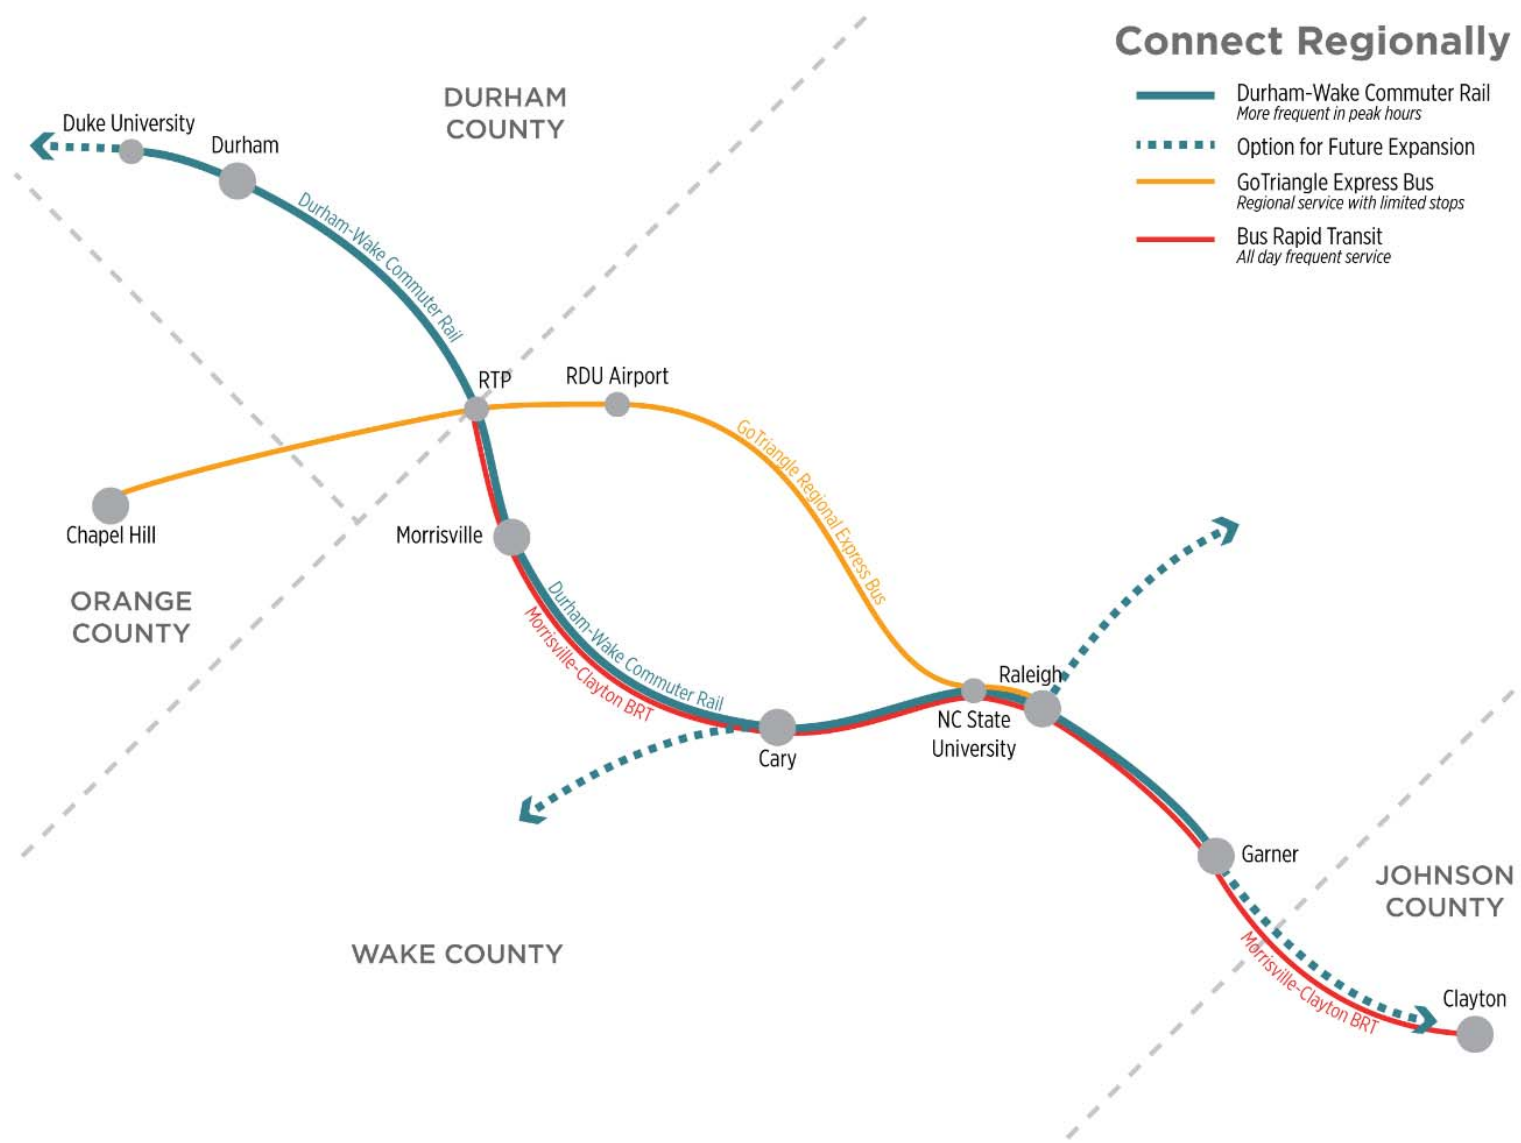 Connect Regionally
Durham-Wake Commuter Rail
More frequent in peak hours
Option for Future Expansion
GoTriangle Express Bus
Regional service with limited stops
Bus Rapid Transit
All day frequent service
DURHAM
COUNTY
Duke University
Durham
Durham-Wake Commuter Rail
RTP
RDU Airport
GoTriangle Regional Express Bus
Chapel Hill
Morrisville
ORANGE
COUNTY
Durham-Wake Commuter Rail
Morrisville-Clayton BRT
Raleigh
NC State
University
Cary
Garner
JOHNSON
COUNTY
WAKE COUNTY
Morrisville-Clayton BRT
Clayton